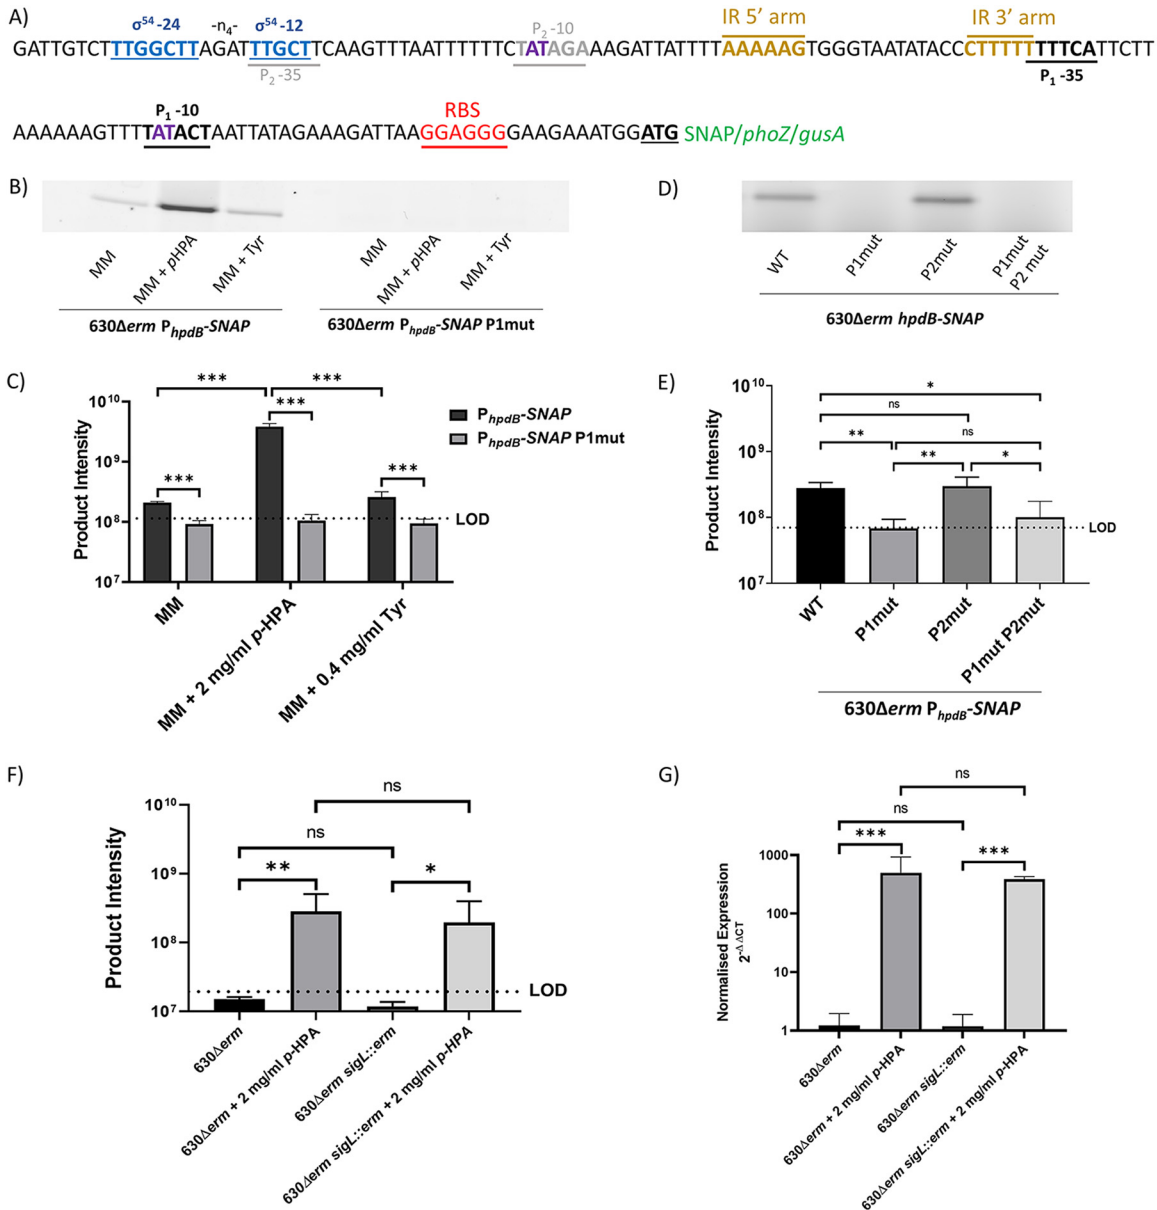 A)
σ⁵⁴ -24 -n₄- σ⁵⁴ -12 P₂ -10 IR 5’ arm IR 3’ arm
GATTGTCTTTGGCTTAGATTTGCTTCAAGTTTAATTTTTTCTATAGAAAGATTATTTTAAAAAGTGGGTAATATACCCTTTTTTTTCATTCTT
P₂ -35 P₁ -35
P₁ -10 RBS
AAAAAAGTTTTATACTAATTATAGAAAGATTAAGGAGGGGAAGAAATGGATG SNAP/phoZ/gusA
B)
MM MM + pHPA MM + Tyr MM MM + pHPA MM + Tyr
630Δerm PhpdB-SNAP 630Δerm PhpdB-SNAP P1mut
D)
WT P1mut P2mut P1mut P2 mut
630Δerm hpdB-SNAP
C)
*** ***
***
*** ***
PhpdB-SNAP
PhpdB-SNAP P1mut
Product Intensity
10¹⁰
10⁹
10⁸
10⁷
LOD
MM
MM + 2 mg/ml p-HPA
MM + 0.4 mg/ml Tyr
E)
*
ns
** ns
** *
Product Intensity
10¹⁰
10⁹
10⁸
10⁷
LOD
WT
P1mut
P2mut
P1mut P2mut
630Δerm PhpdB-SNAP
F)
ns
ns
** *
Product Intensity
10¹⁰
10⁹
10⁸
10⁷
LOD
630Δerm
630Δerm + 2 mg/ml p-HPA
630Δerm sigL::erm
630Δerm sigL::erm + 2 mg/ml p-HPA
G)
ns
ns
*** ***
Normalised Expression
2^-ΔΔCT
1000
100
10
1
630Δerm
630Δerm + 2 mg/ml p-HPA
630Δerm sigL::erm
630Δerm sigL::erm + 2 mg/ml p-HPA